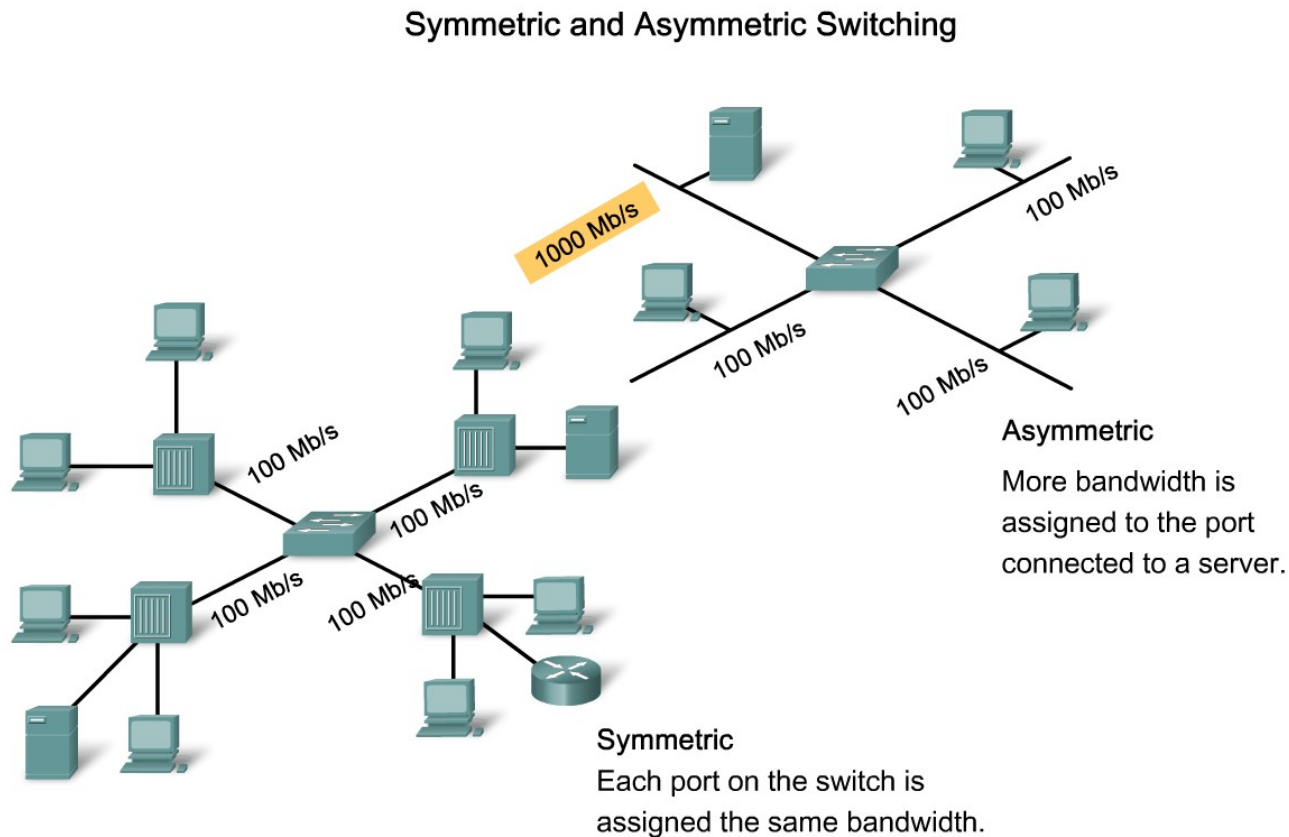 Symmetric and Asymmetric Switching
1000 Mb/s
100 Mb/s
100 Mb/s
100 Mb/s
Asymmetric
More bandwidth is
assigned to the port
connected to a server.
100 Mb/s
100 Mb/s
100 Mb/s
100 Mb/s
Symmetric
Each port on the switch is
assigned the same bandwidth.